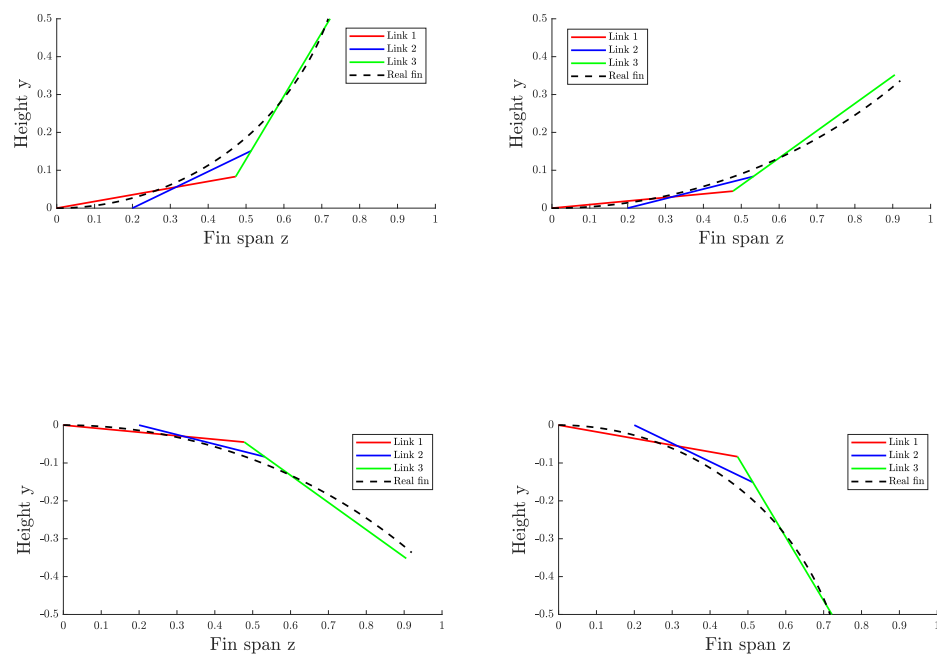 0.5
0.4
0.3
0.2
0.1
0
Height y
0 0.1 0.2 0.3 0.4 0.5 0.6 0.7 0.8 0.9 1
Fin span z
Link 1
Link 2
Link 3
Real fin
0.5
0.4
0.3
0.2
0.1
0
Height y
0 0.1 0.2 0.3 0.4 0.5 0.6 0.7 0.8 0.9 1
Fin span z
Link 1
Link 2
Link 3
Real fin
0
-0.1
-0.2
-0.3
-0.4
-0.5
Height y
0 0.1 0.2 0.3 0.4 0.5 0.6 0.7 0.8 0.9 1
Fin span z
Link 1
Link 2
Link 3
Real fin
0
-0.1
-0.2
-0.3
-0.4
-0.5
Height y
0 0.1 0.2 0.3 0.4 0.5 0.6 0.7 0.8 0.9 1
Fin span z
Link 1
Link 2
Link 3
Real fin